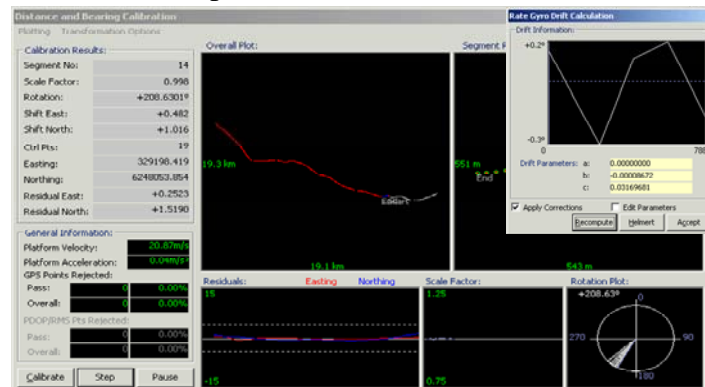 Distance and Bearing Calibration
Plotting Transformation Options
Calibration Results:
Segment No: 14
Scale Factor: 0.998
Rotation: +208.6301º
Shift East: +0.482
Shift North: +1.016
Ctrl Pts: 19
Easting: 329198.419
Northing: 6248053.854
Residual East: +0.2523
Residual North: +1.5190
General Information:
Platform Velocity: 20.87m/s
Platform Acceleration: 0.04m/s²
GPS Points Rejected:
Pass: 0 0.00%
Overall: 0 0.00%
PDOP/RMS Pts Rejected:
Pass: 0 0.00%
Overall: 0 0.00%
Calibrate Step Pause
Overall Plot:
19.3 km
19.1 km
Segment
551 m
End
543 m
Rate Gyro Drift Calculation
Drift Information:
+0.2º
-0.3º
0 788
Drift Parameters: a: 0.00000000
b: -0.00008672
c: 0.03169681
Apply Corrections Edit Parameters
Recompute Helmert Accept
Residuals: Easting Northing
15
-15
Scale Factor:
1.25
0.75
Rotation Plot:
+208.63º
0
270 90
180